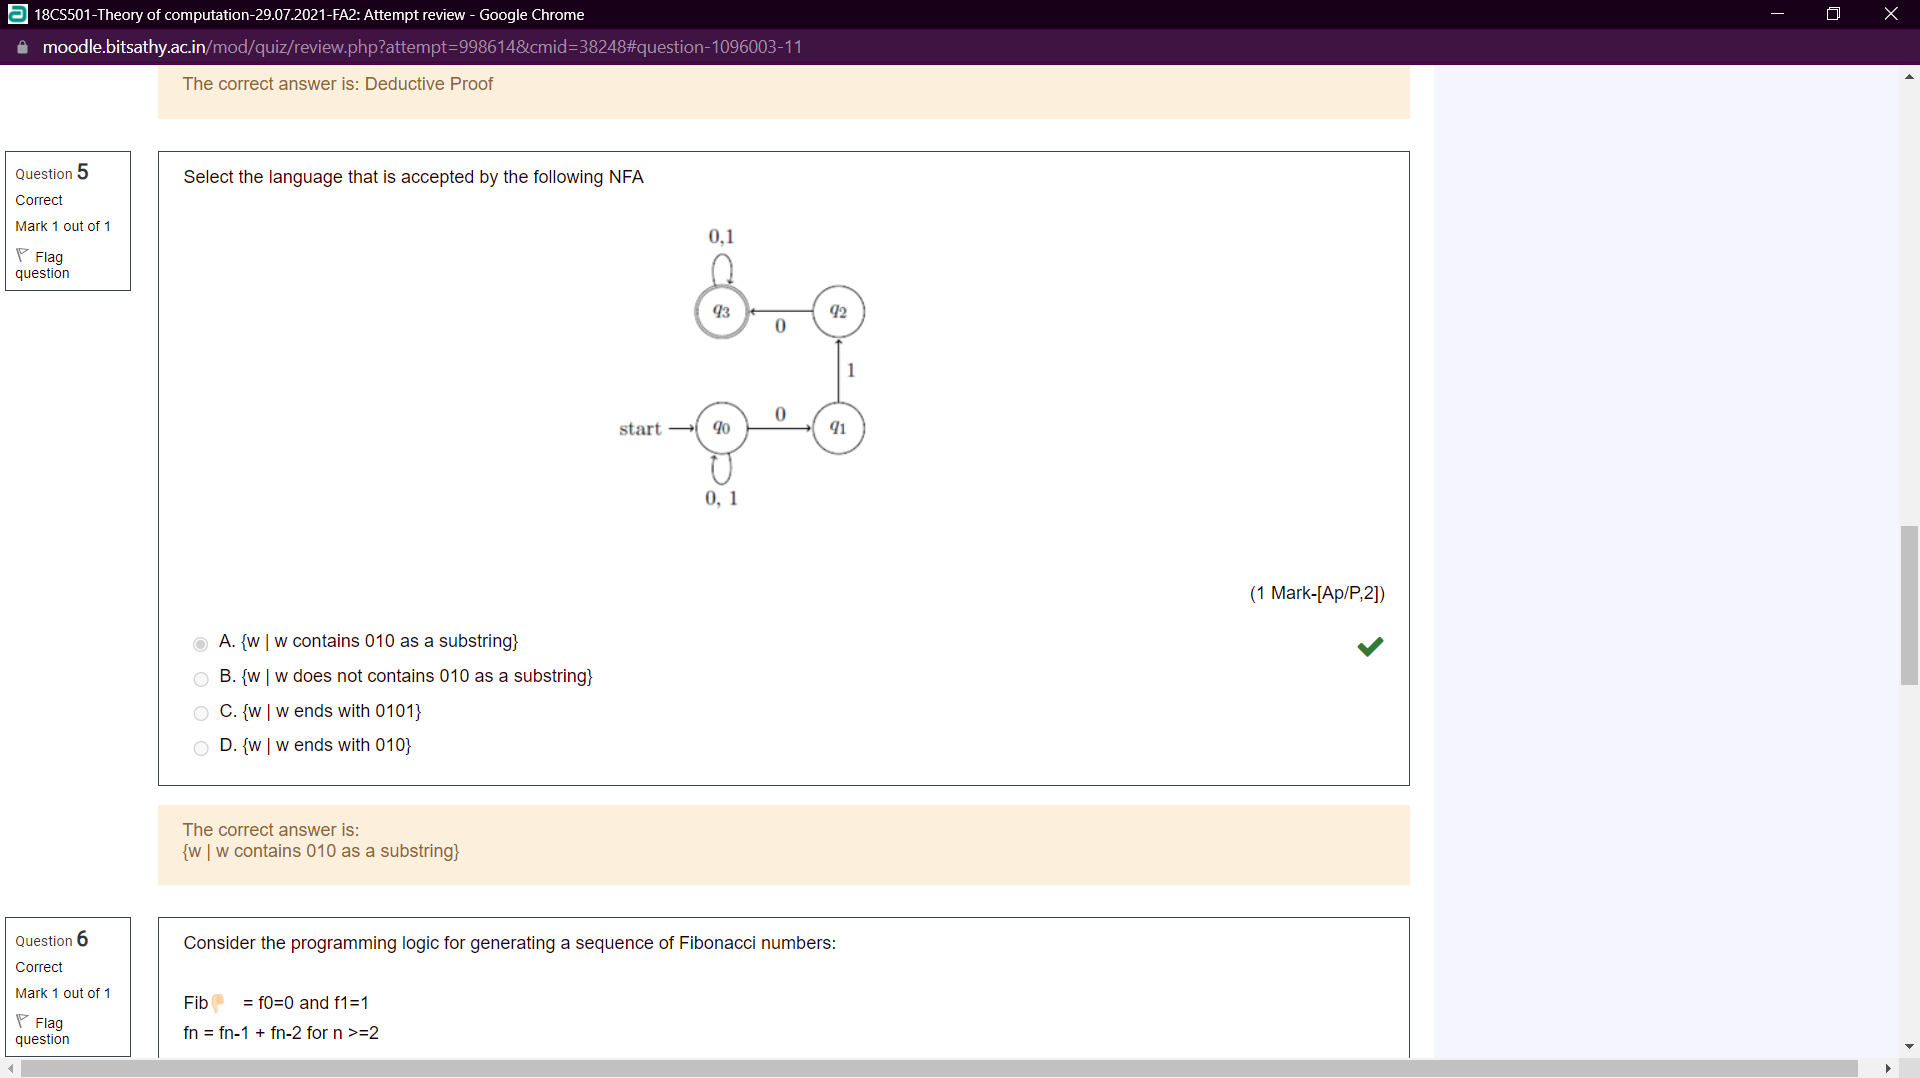 18CS501-Theory of computation-29.07.2021-FA2: Attempt review - Google Chrome
moodle.bitsathy.ac.in/mod/quiz/review.php?attempt=998614&cmid=38248#question-1096003-11
The correct answer is: Deductive Proof
Question 5
Correct
Mark 1 out of 1
Flag
question
Select the language that is accepted by the following NFA
0,1
q3
0
q2
1
start
q0
0
q1
0, 1
(1 Mark-[Ap/P,2])
A. {w | w contains 010 as a substring}
B. {w | w does not contains 010 as a substring}
C. {w | w ends with 0101}
D. {w | w ends with 010}
The correct answer is:
{w | w contains 010 as a substring}
Question 6
Correct
Mark 1 out of 1
Flag
question
Consider the programming logic for generating a sequence of Fibonacci numbers:
Fib👎 = f0=0 and f1=1
fn = fn-1 + fn-2 for n >=2